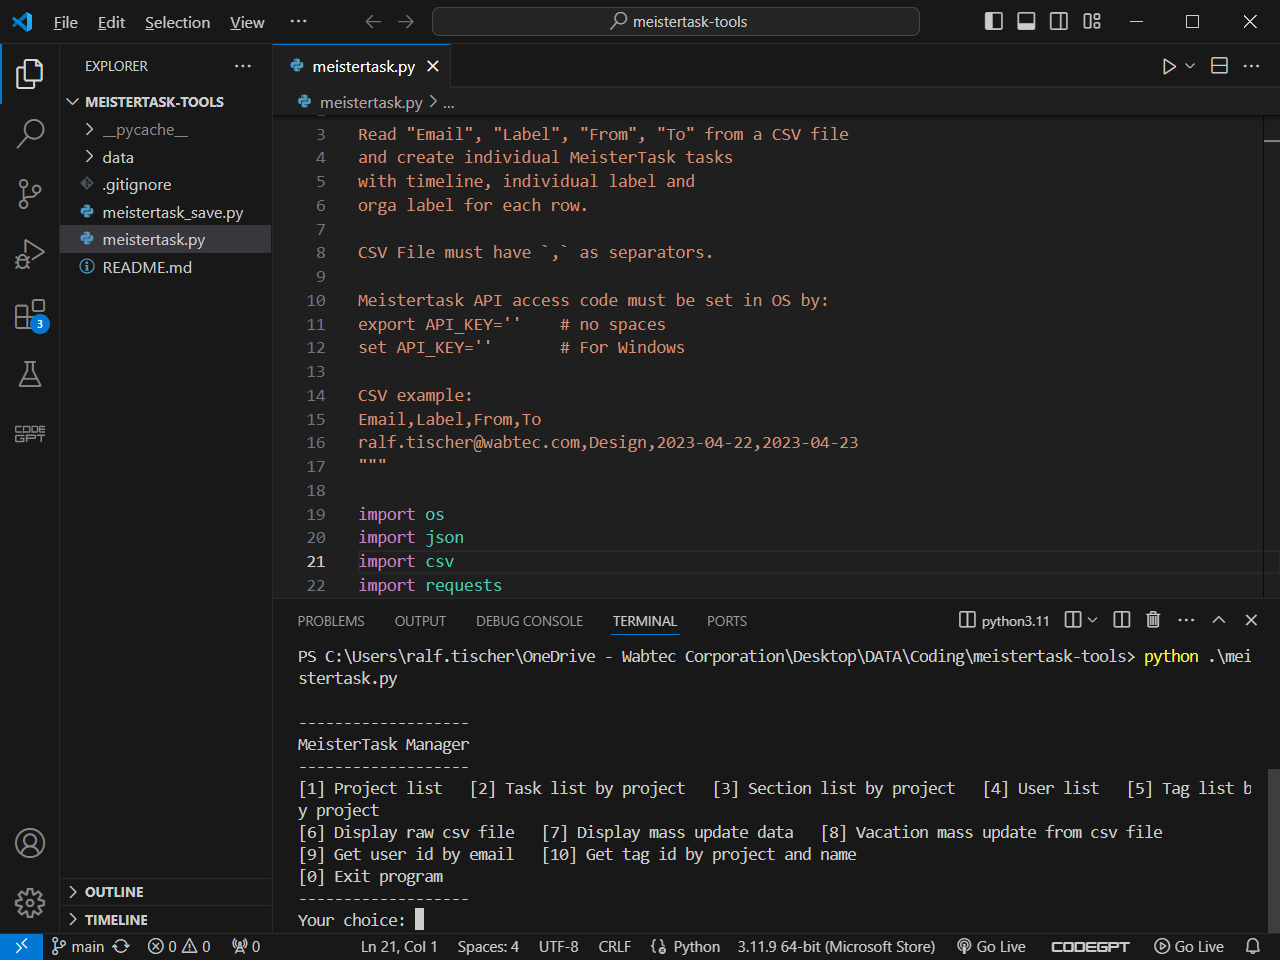 File Edit Selection View ··· meistertask-tools
EXPLORER ···
MEISTERTASK-TOOLS
__pycache__
data
.gitignore
meistertask_save.py
meistertask.py
README.md
OUTLINE
TIMELINE
3
meistertask.py
meistertask.py > ...
3 Read "Email", "Label", "From", "To" from a CSV file
4 and create individual MeisterTask tasks
5 with timeline, individual label and
6 orga label for each row.
7
8 CSV File must have `,` as separators.
9
10 Meistertask API access code must be set in OS by:
11 export API_KEY='' # no spaces
12 set API_KEY='' # For Windows
13
14 CSV example:
15 Email,Label,From,To
16 ralf.tischer@wabtec.com,Design,2023-04-22,2023-04-23
17 """
18
19 import os
20 import json
21 import csv
22 import requests
PROBLEMS OUTPUT DEBUG CONSOLE TERMINAL PORTS python3.11
PS C:\Users\ralf.tischer\OneDrive - Wabtec Corporation\Desktop\DATA\Coding\meistertask-tools> python .\mei
stertask.py
-------------------
MeisterTask Manager
-------------------
[1] Project list [2] Task list by project [3] Section list by project [4] User list [5] Tag list b
y project
[6] Display raw csv file [7] Display mass update data [8] Vacation mass update from csv file
[9] Get user id by email [10] Get tag id by project and name
[0] Exit program
-------------------
Your choice:
main 0 0 0 Ln 21, Col 1 Spaces: 4 UTF-8 CRLF Python 3.11.9 64-bit (Microsoft Store) Go Live CODEGPT Go Live
CODE
GPT